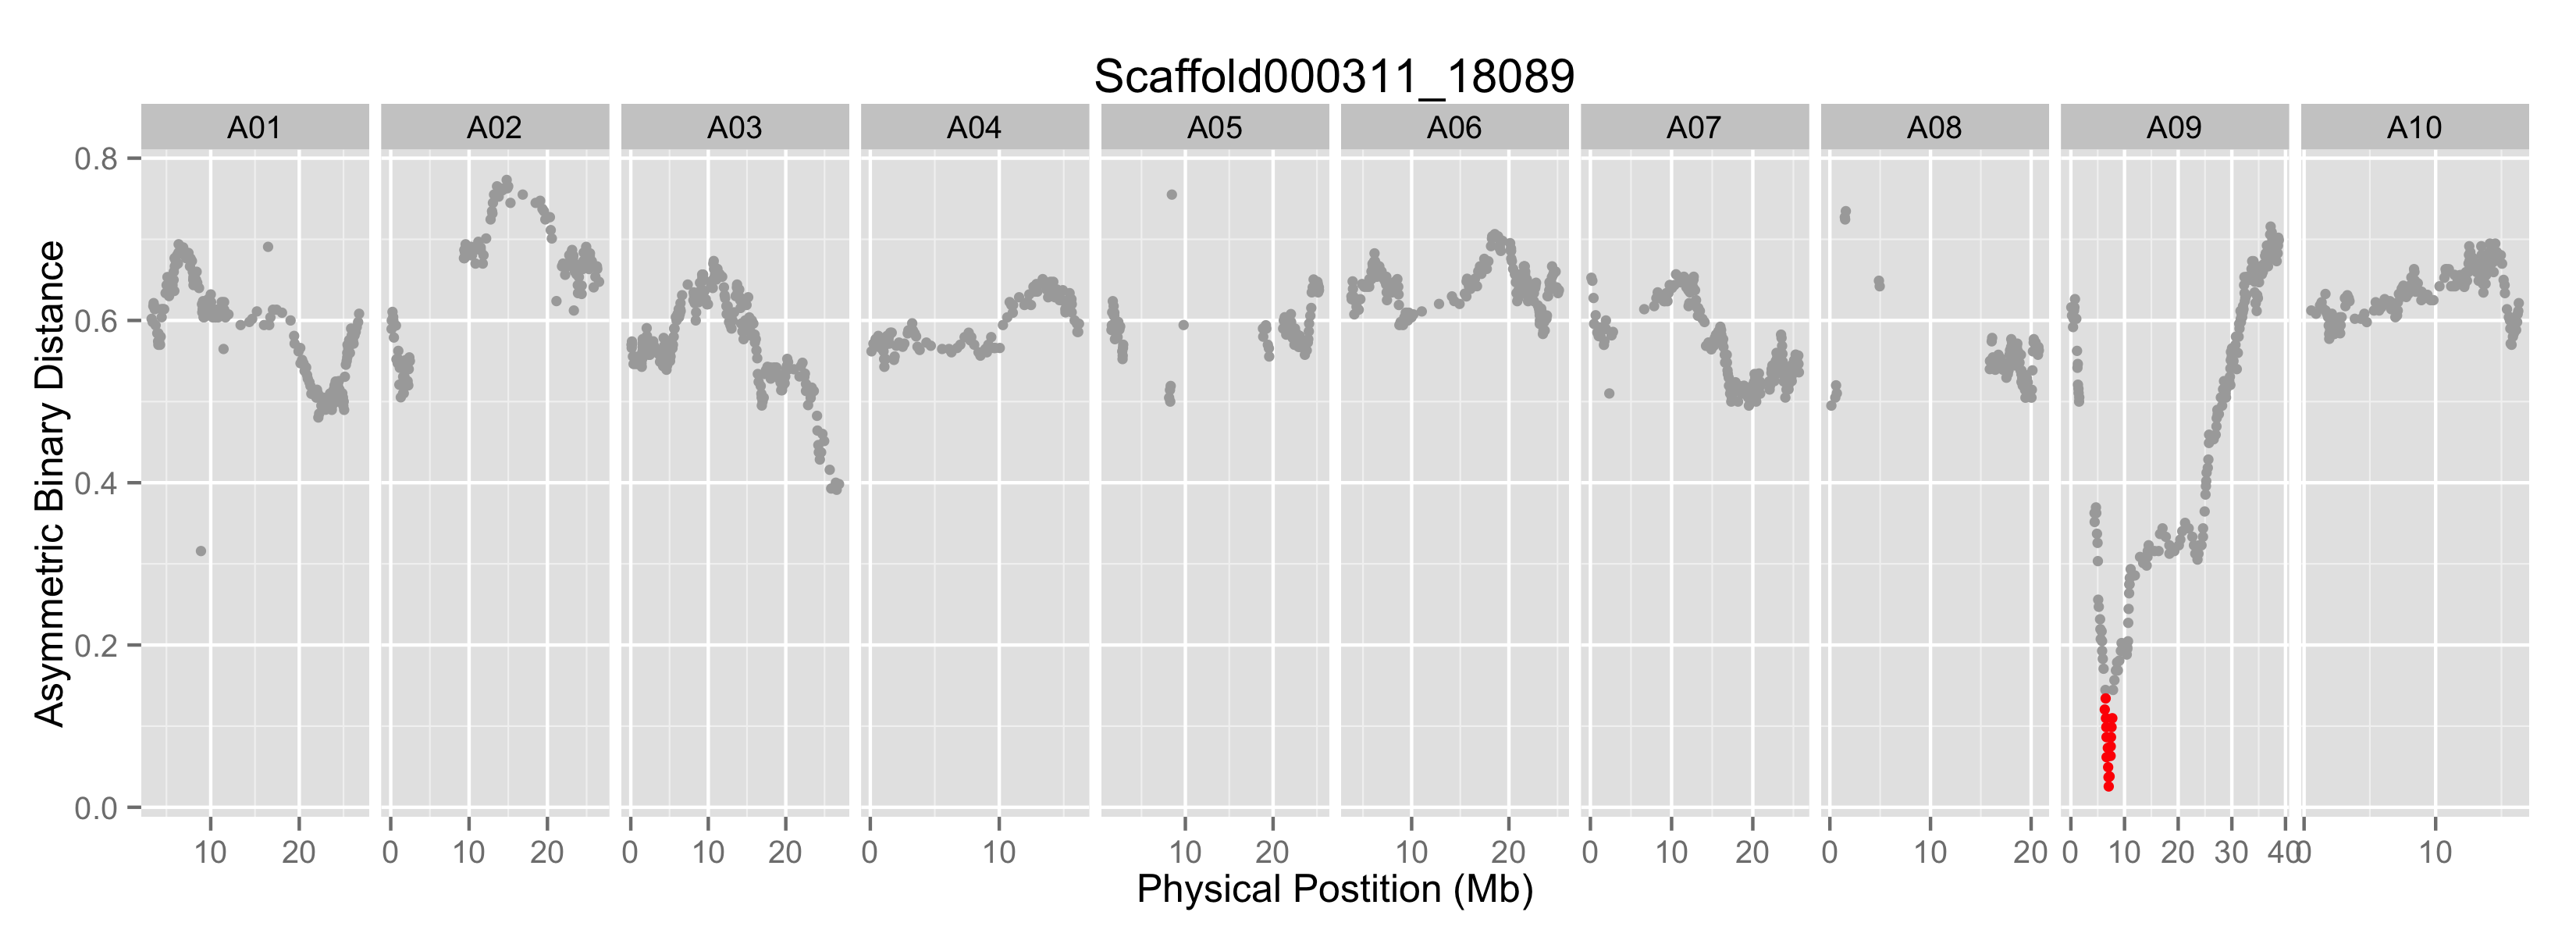 Scaffold000311_18089
A01 A02 A03 A04 A05 A06 A07 A08 A09 A10
Asymmetric Binary Distance
0.8
0.6
0.4
0.2
0.0
10 20 0 10 20 0 10 20 0 10 10 20 10 20 0 10 20 0 10 20 0 10 20 30 40 0 10
Physical Postition (Mb)